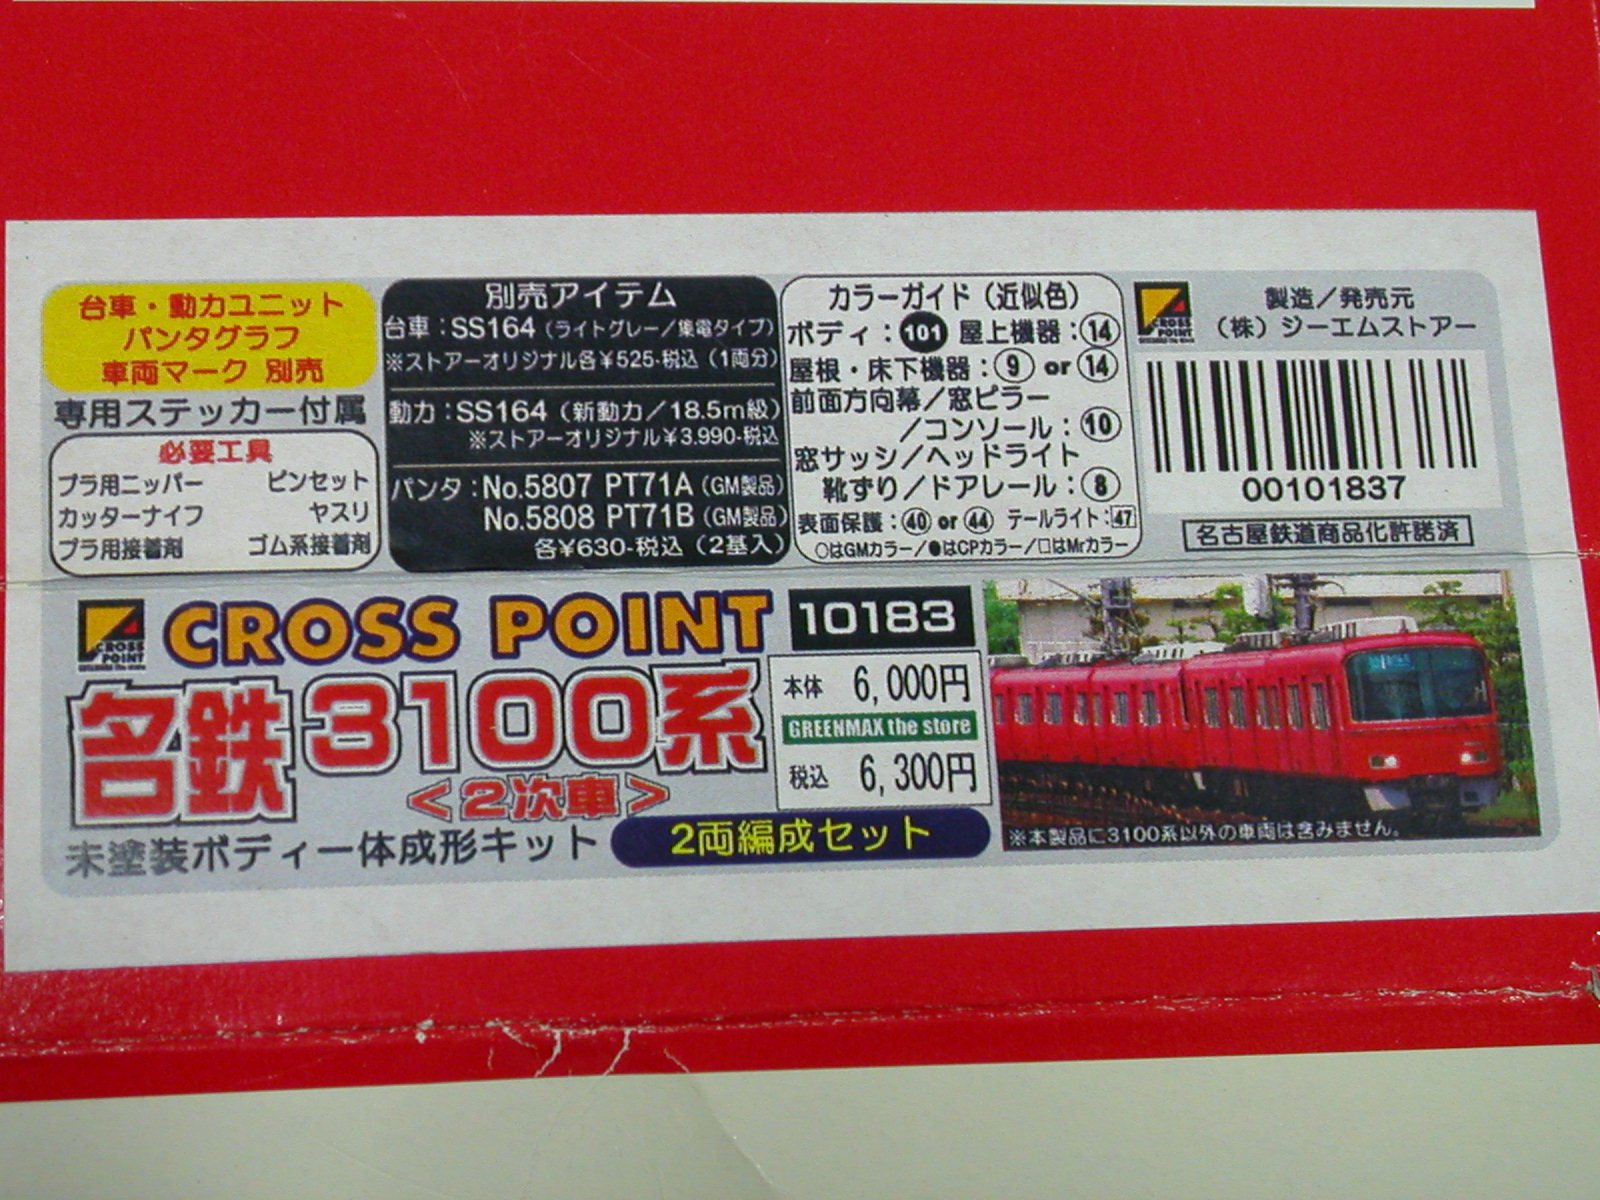 台車・動力ユニット
パンタグラフ
車両マーク 別売
専用ステッカー付属
必要工具
プラ用ニッパー ピンセット
カッターナイフ ヤスリ
プラ用接着剤 ゴム系接着剤
別売アイテム
台車:SS164(ライトグレー/集電タイプ)
※ストアーオリジナル各¥525-税込(1両分)
動力:SS164(新動力/18.5m級)
※ストアーオリジナル¥3.990-税込
パンタ:No.5807 PT71A(GM製品)
No.5808 PT71B(GM製品)
各¥630-税込(2基入)
カラーガイド(近似色)
ボディ:101 屋上機器:⑭
屋根・床下機器:⑨ or ⑭
前面方向幕/窓ピラー
/コンソール:⑩
窓サッシ/ヘッドライト
靴ずり/ドアレール:⑧
表面保護:㊵ or ㊹ テールライト:47
○はGMカラー/●はCPカラー/□はMrカラー
CROSS POINT
製造/発売元
(株)ジーエムストアー
00101837
名古屋鉄道商品化許諾済
CROSS POINT
CROSS POINT 10183
名鉄3100系
<2次車>
本体 6,000円
GREENMAX the store
税込 6,300円
未塗装ボディー体成形キット
2両編成セット
※本製品に3100系以外の車両は含みません。